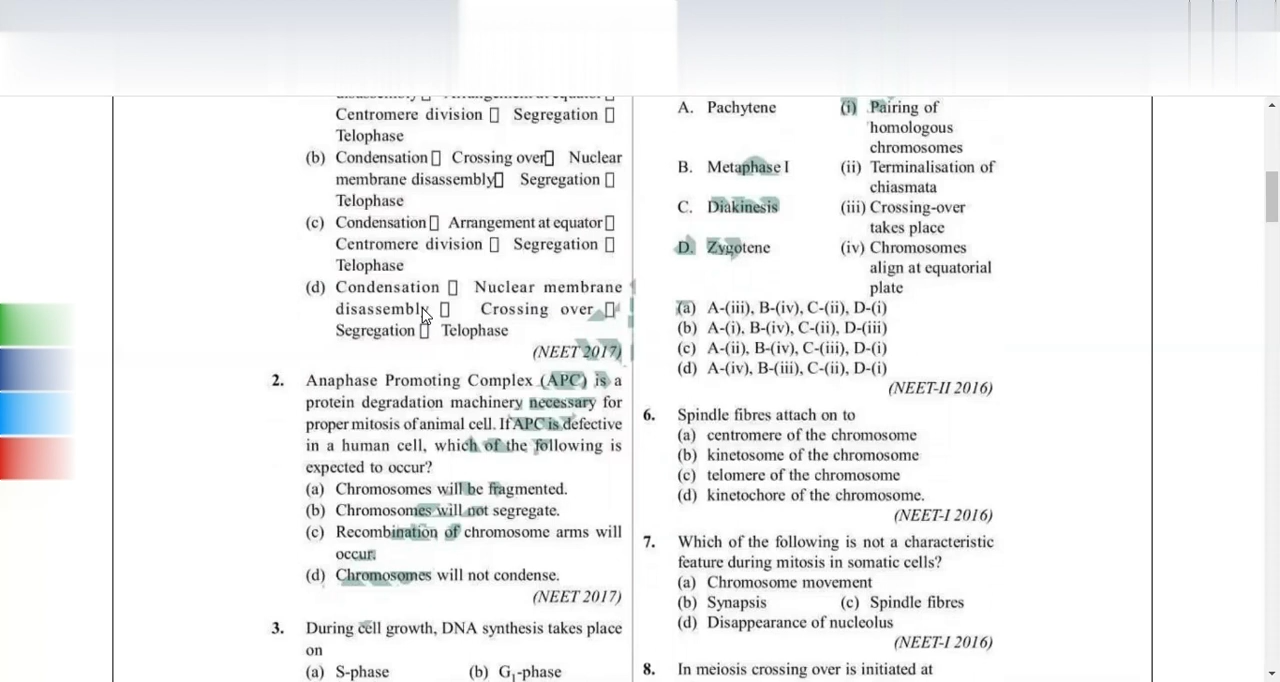 Centromere division Segregation
Telophase
(b) Condensation Crossing over Nuclear
membrane disassembly Segregation
Telophase
(c) Condensation Arrangement at equator
Centromere division Segregation
Telophase
(d) Condensation Nuclear membrane
disassembly Crossing over
Segregation Telophase
(NEET 2017)
2. Anaphase Promoting Complex (APC) is a
protein degradation machinery necessary for
proper mitosis of animal cell. If APC is defective
in a human cell, which of the following is
expected to occur?
(a) Chromosomes will be fragmented.
(b) Chromosomes will not segregate.
(c) Recombination of chromosome arms will
occur.
(d) Chromosomes will not condense.
(NEET 2017)
3. During cell growth, DNA synthesis takes place
on
(a) S-phase (b) G₁-phase
A. Pachytene (i) Pairing of
homologous
chromosomes
B. Metaphase I (ii) Terminalisation of
chiasmata
C. Diakinesis (iii) Crossing-over
takes place
D. Zygotene (iv) Chromosomes
align at equatorial
plate
(a) A-(iii), B-(iv), C-(ii), D-(i)
(b) A-(i), B-(iv), C-(ii), D-(iii)
(c) A-(ii), B-(iv), C-(iii), D-(i)
(d) A-(iv), B-(iii), C-(ii), D-(i)
(NEET-II 2016)
6. Spindle fibres attach on to
(a) centromere of the chromosome
(b) kinetosome of the chromosome
(c) telomere of the chromosome
(d) kinetochore of the chromosome.
(NEET-I 2016)
7. Which of the following is not a characteristic
feature during mitosis in somatic cells?
(a) Chromosome movement
(b) Synapsis (c) Spindle fibres
(d) Disappearance of nucleolus
(NEET-I 2016)
8. In meiosis crossing over is initiated at